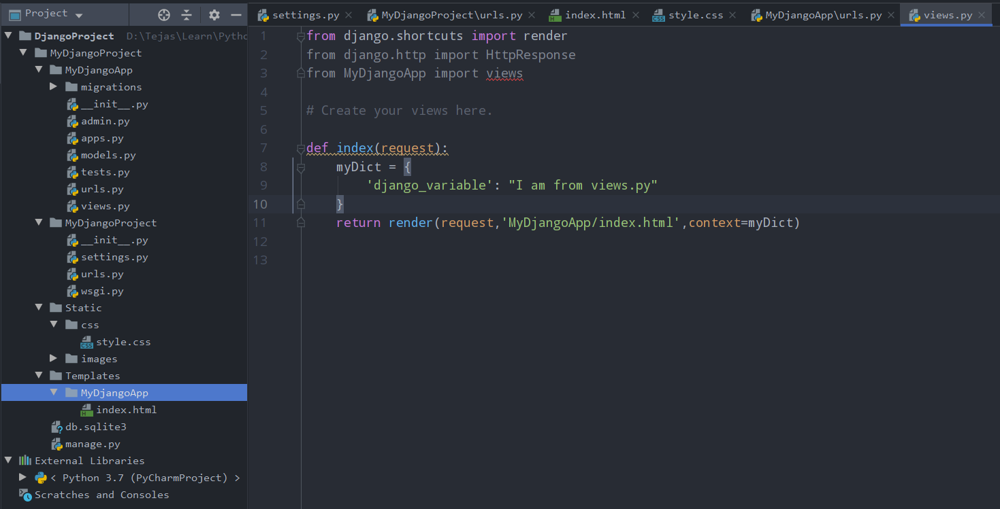 Project
settings.py
MyDjangoProject\urls.py
index.html
style.css
MyDjangoApp\urls.py
views.py
DjangoProject D:\Tejas\Learn\Pythc
MyDjangoProject
MyDjangoApp
migrations
__init__.py
admin.py
apps.py
models.py
tests.py
urls.py
views.py
MyDjangoProject
__init__.py
settings.py
urls.py
wsgi.py
Static
css
style.css
images
Templates
MyDjangoApp
index.html
db.sqlite3
manage.py
External Libraries
< Python 3.7 (PyCharmProject) >
Scratches and Consoles
1 from django.shortcuts import render
2 from django.http import HttpResponse
3 from MyDjangoApp import views
4
5 # Create your views here.
6
7 def index(request):
8 myDict = {
9 'django_variable': "I am from views.py"
10 }
11 return render(request,'MyDjangoApp/index.html',context=myDict)
12
13